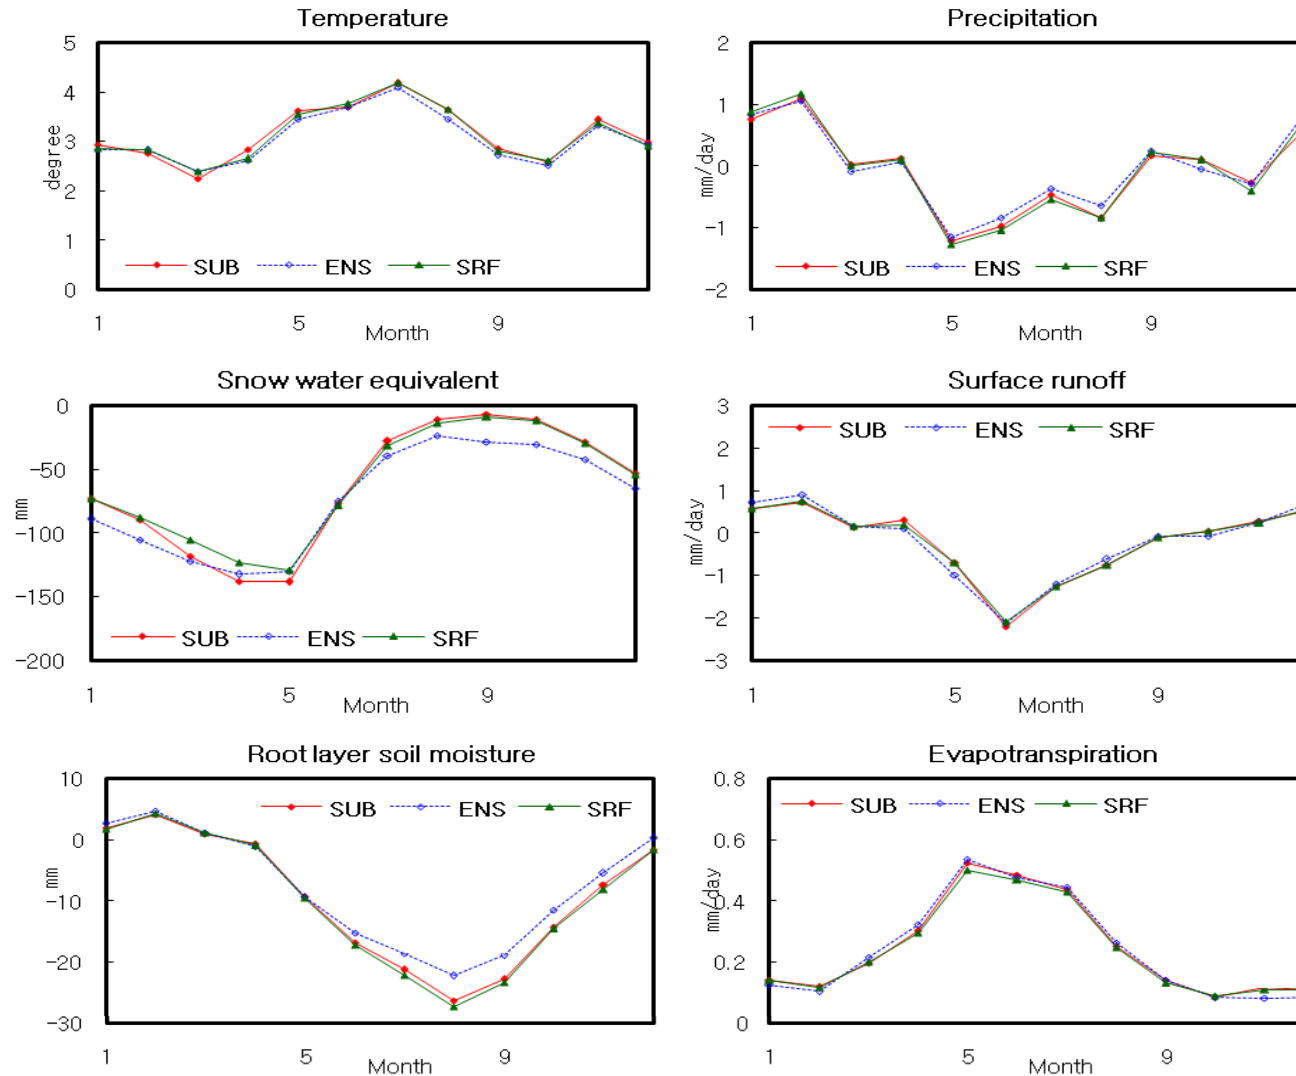 Temperature
5
4
3
2
1
0
degree
SUB ENS SRF
1 5 9
Month
Precipitation
2
1
0
-1
-2
mm/day
SUB ENS SRF
1 5 9
Month
Snow water equivalent
0
-50
-100
-150
-200
mm
SUB ENS SRF
1 5 9
Month
Surface runoff
3
2
1
0
-1
-2
-3
mm/day
SUB ENS SRF
1 5 9
Month
Root layer soil moisture
10
0
-10
-20
-30
mm
SUB ENS SRF
1 5 9
Month
Evapotranspiration
0.8
0.6
0.4
0.2
0
mm/day
SUB ENS SRF
1 5 9
Month